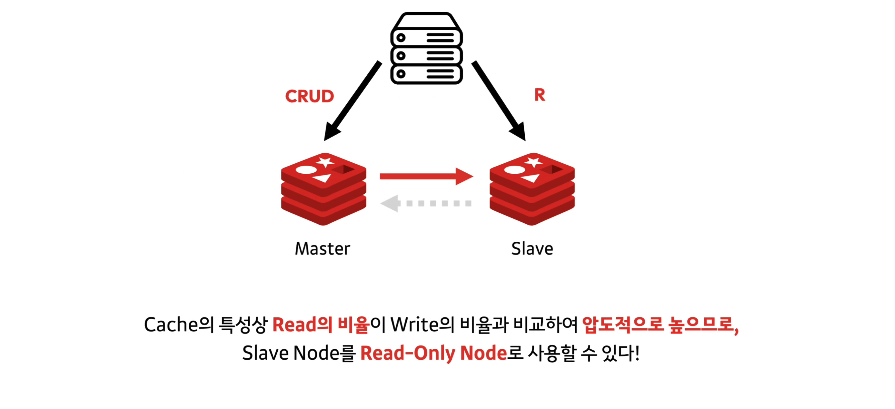 CRUD
R
Master
Slave
Cache의 특성상 Read의 비율이 Write의 비율과 비교하여 압도적으로 높으므로,
Slave Node를 Read-Only Node로 사용할 수 있다!